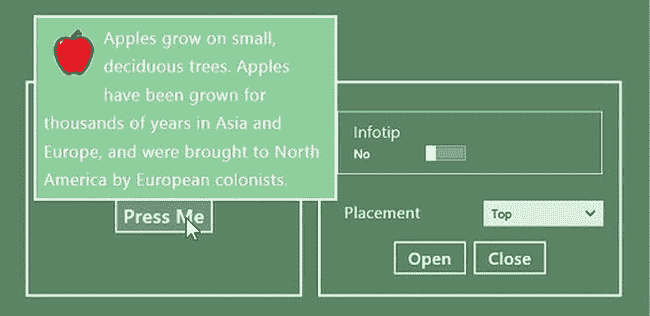 Apples grow on small,
deciduous trees. Apples
have been grown for
thousands of years in Asia and
Europe, and were brought to North
America by European colonists.
Press Me
Infotip
No
Placement
Top
Open
Close